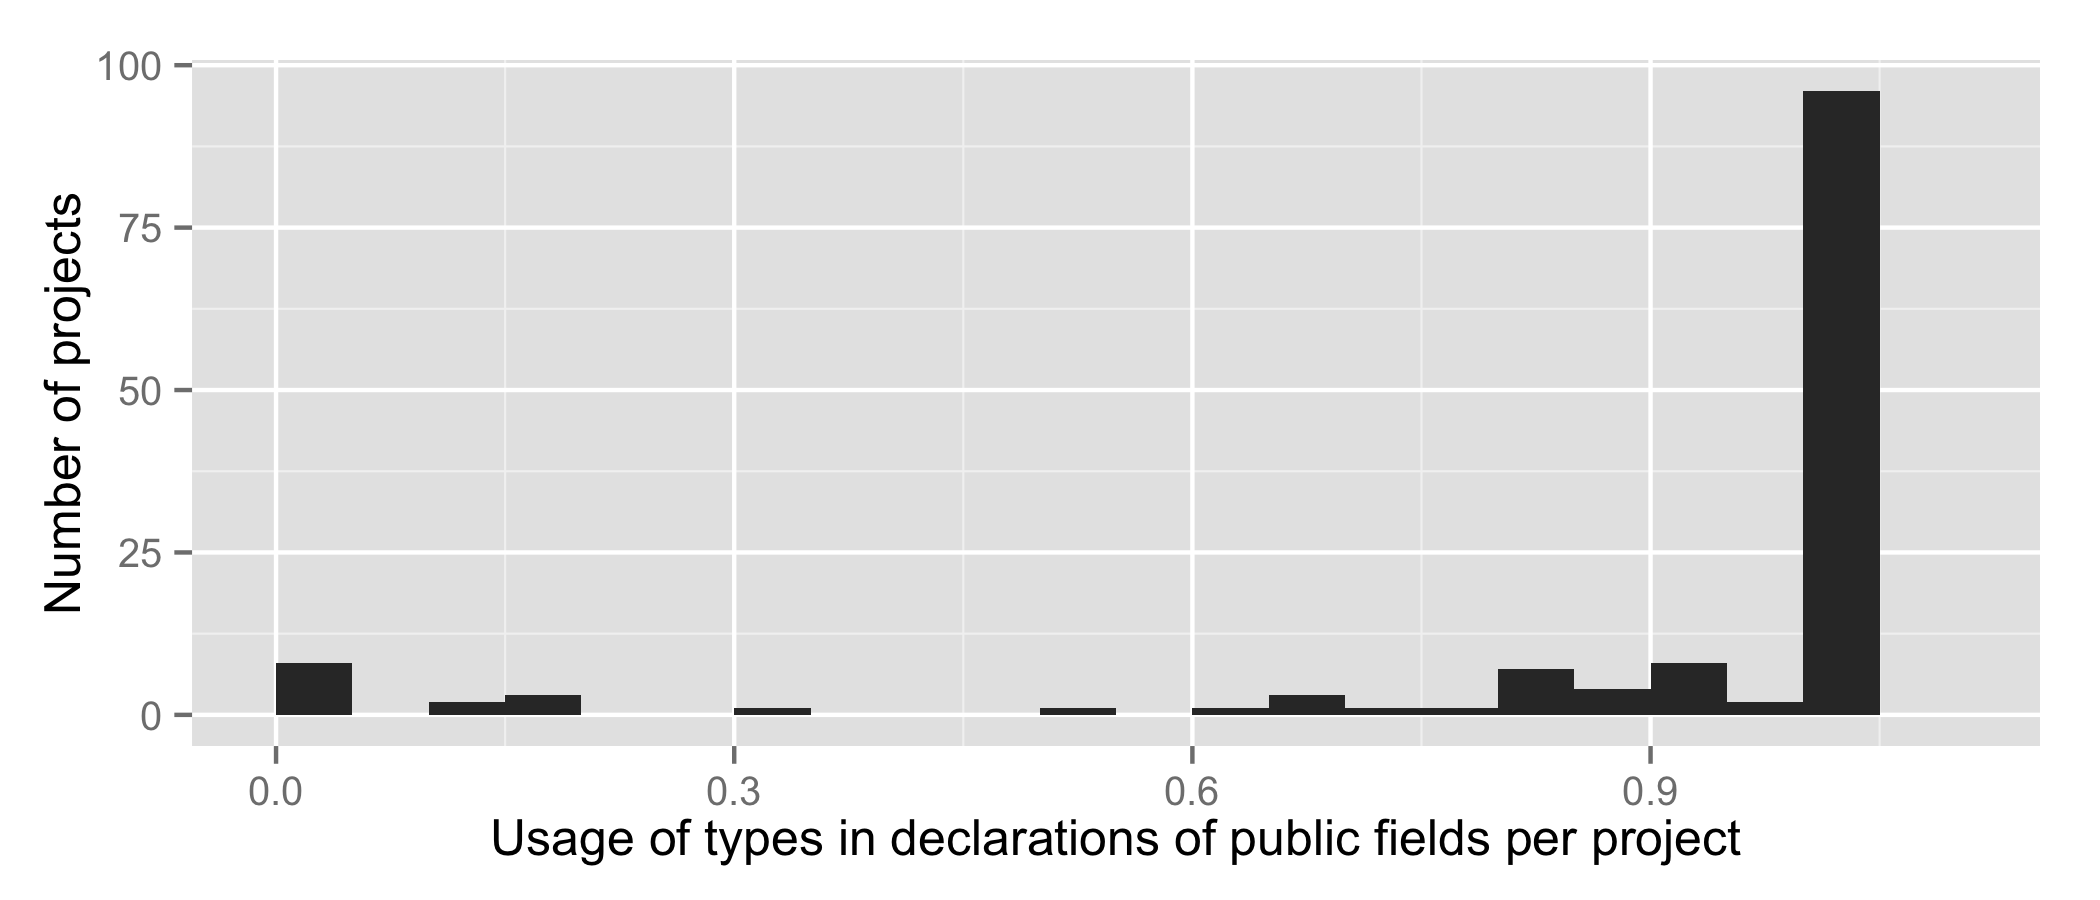 Number of projects
100
75
50
25
0
0.0 0.3 0.6 0.9
Usage of types in declarations of public fields per project